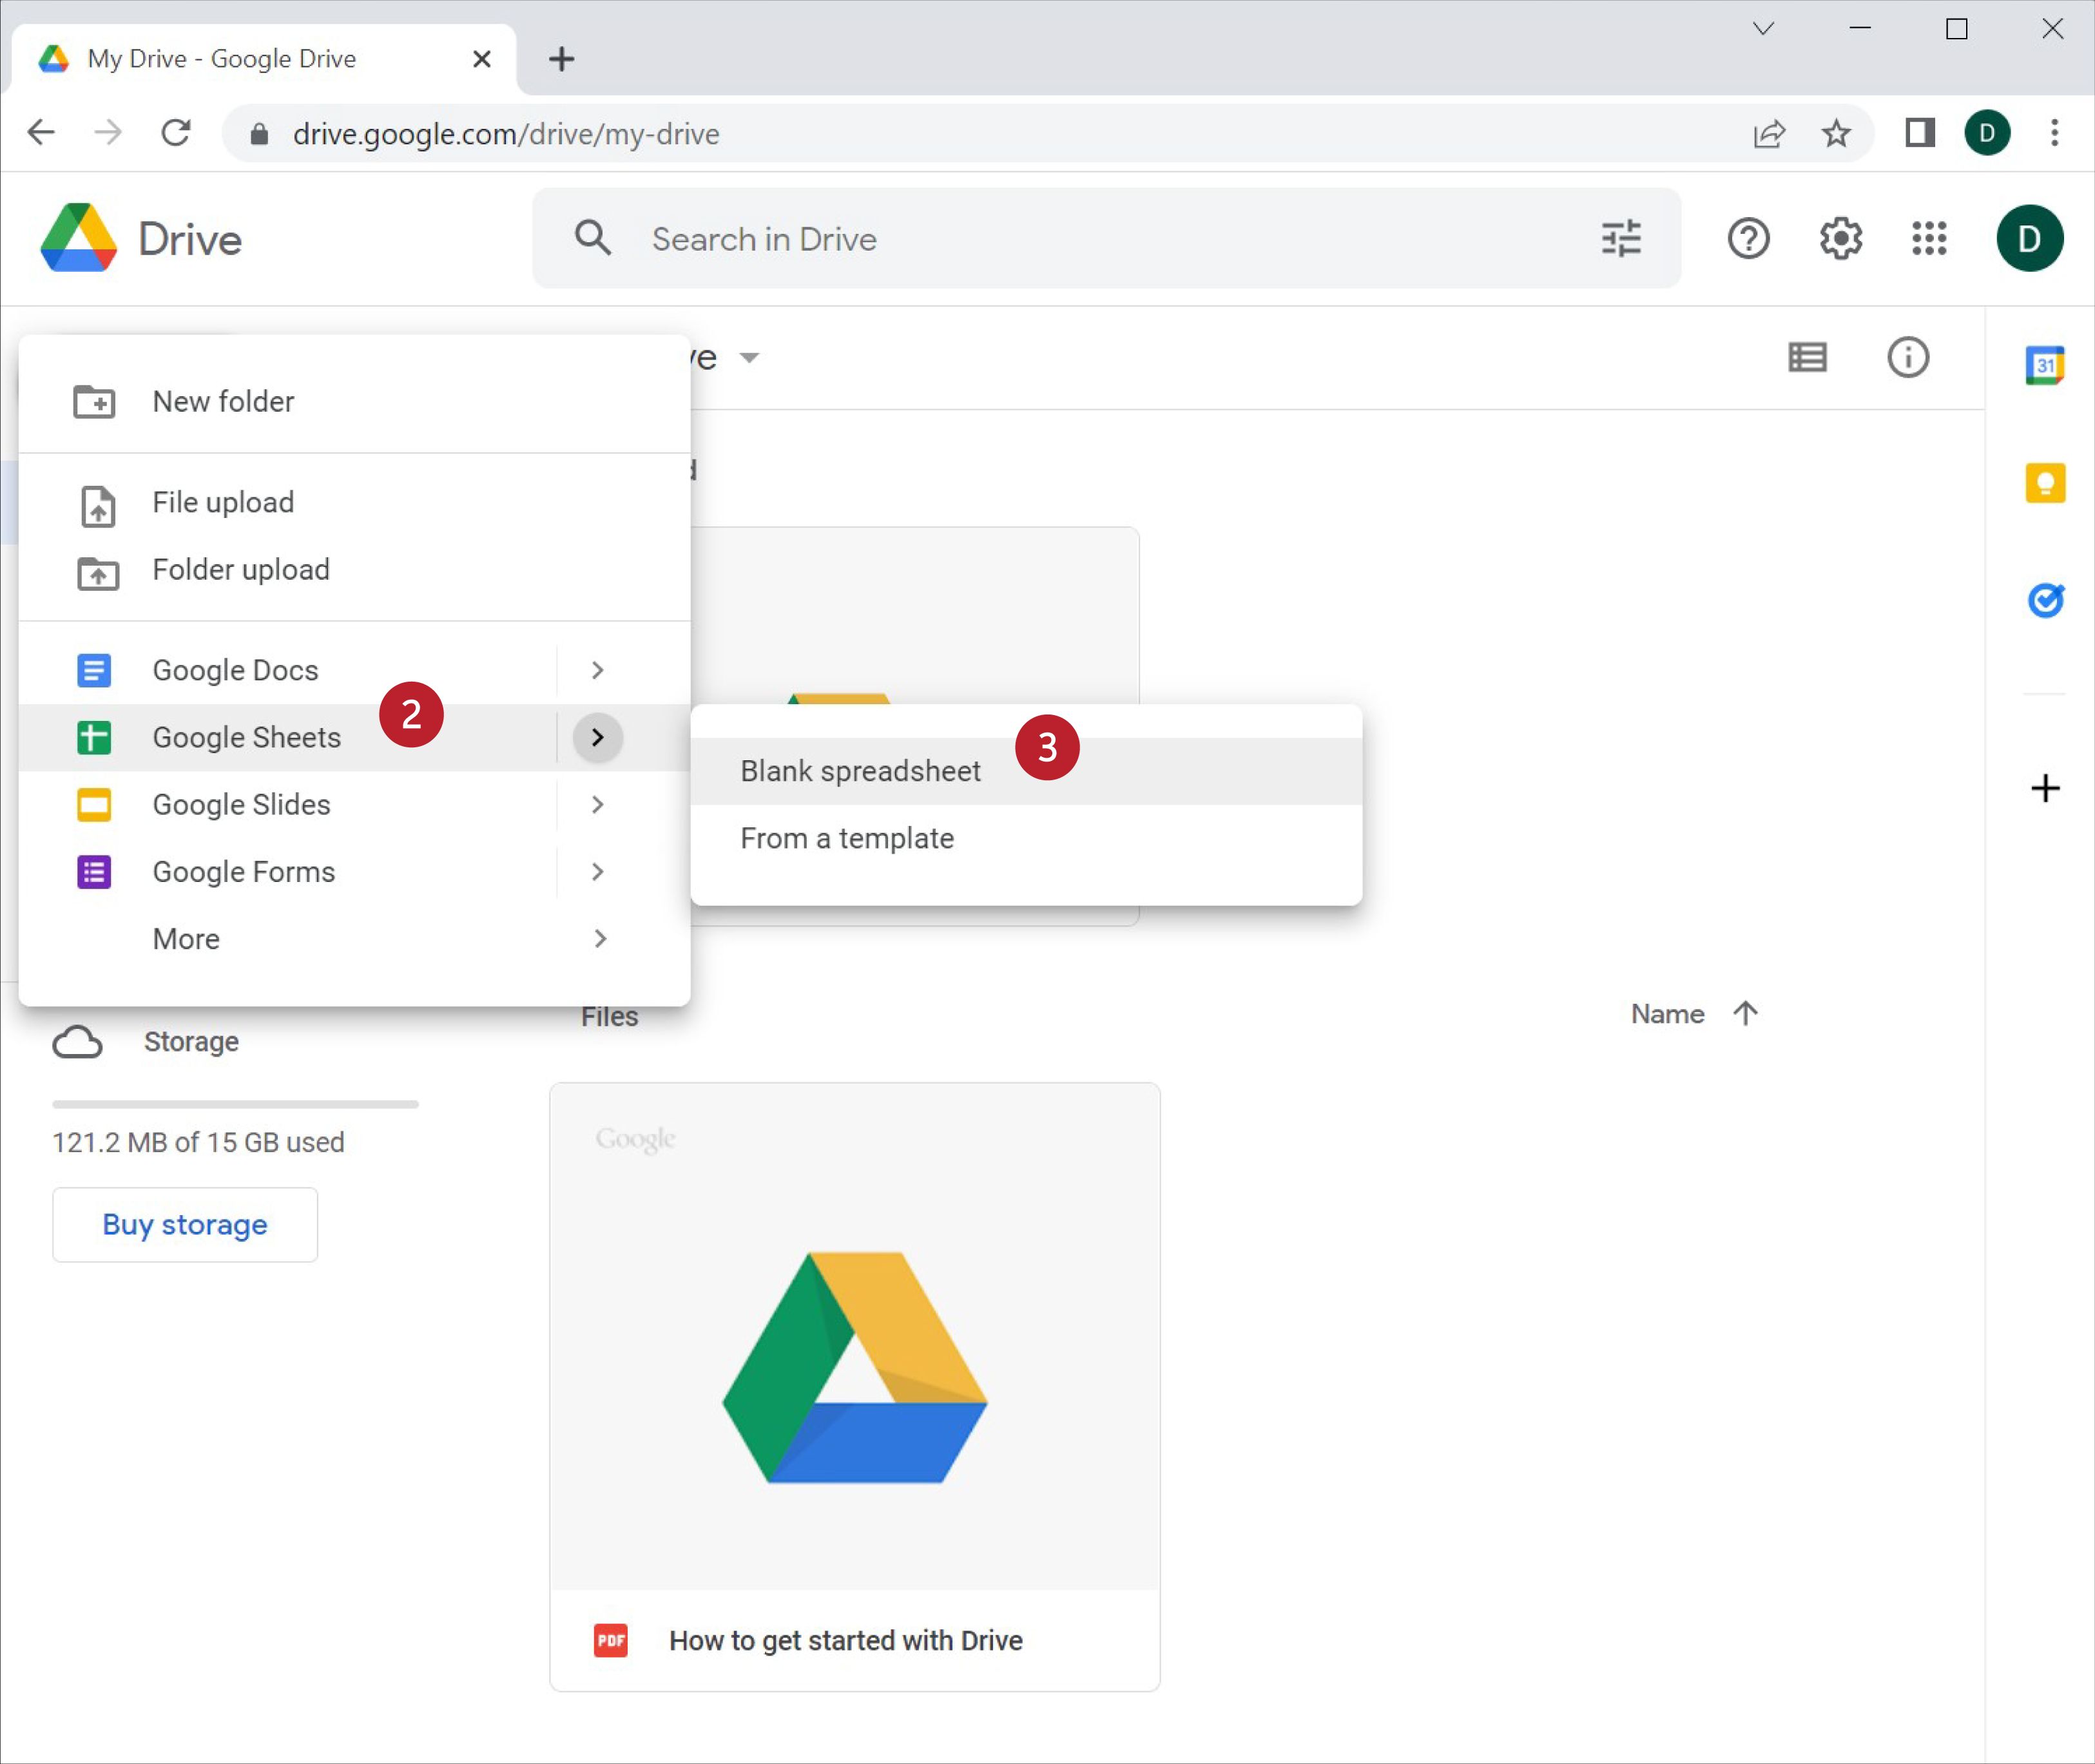 My Drive - Google Drive
drive.google.com/drive/my-drive
D
Drive
Search in Drive
D
New folder
31
File upload
Folder upload
Google Docs
2
Google Sheets
3
Blank spreadsheet
Google Slides
From a template
Google Forms
More
Files
Name
Storage
121.2 MB of 15 GB used
Google
Buy storage
PDF
How to get started with Drive